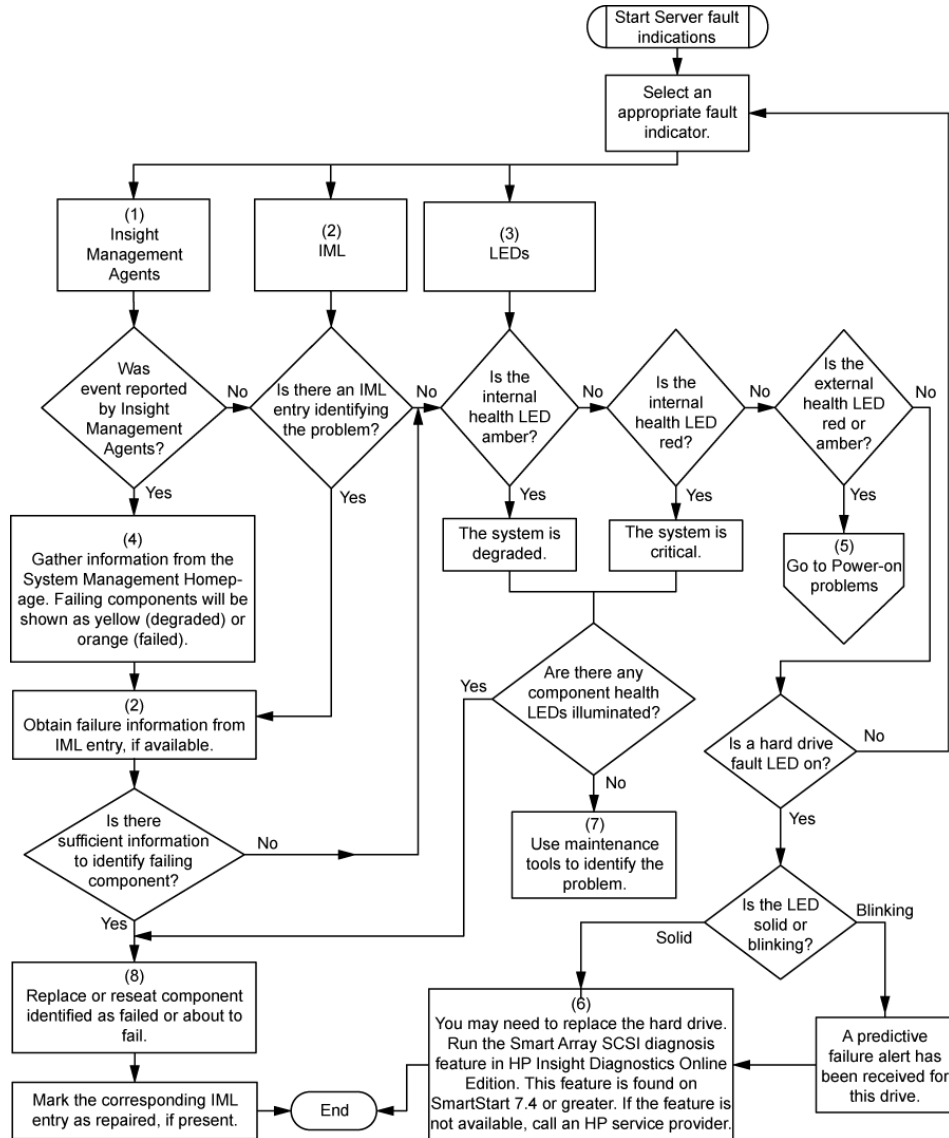 Start Server fault
indications
Select an
appropriate fault
indicator.
(1)
Insight
Management
Agents
(2)
IML
(3)
LEDs
Was
event reported
by Insight
Management
Agents?
No
Is there an IML
entry identifying
the problem?
No
Is the
internal
health LED
amber?
No
Is the
internal
health LED
red?
No
Is the
external
health LED
red or
amber?
No
Yes
Yes
Yes
Yes
Yes
(4)
Gather information from the
System Management Homep-
age. Failing components will be
shown as yellow (degraded) or
orange (failed).
The system is
degraded.
The system is
critical.
(5)
Go to Power-on
problems
(2)
Obtain failure information from
IML entry, if available.
Yes
Are there any
component health
LEDs illuminated?
No
Is a hard drive
fault LED on?
No
Yes
Is there
sufficient information
to identify failing
component?
No
Yes
(7)
Use maintenance
tools to identify the
problem.
Is the LED
solid or
blinking?
Solid
Blinking
(8)
Replace or reseat component
identified as failed or about to
fail.
(6)
You may need to replace the hard drive.
Run the Smart Array SCSI diagnosis
feature in HP Insight Diagnostics Online
Edition. This feature is found on
SmartStart 7.4 or greater. If the feature is
not available, call an HP service provider.
A predictive
failure alert has
been received for
this drive.
Mark the corresponding IML
entry as repaired, if present.
End